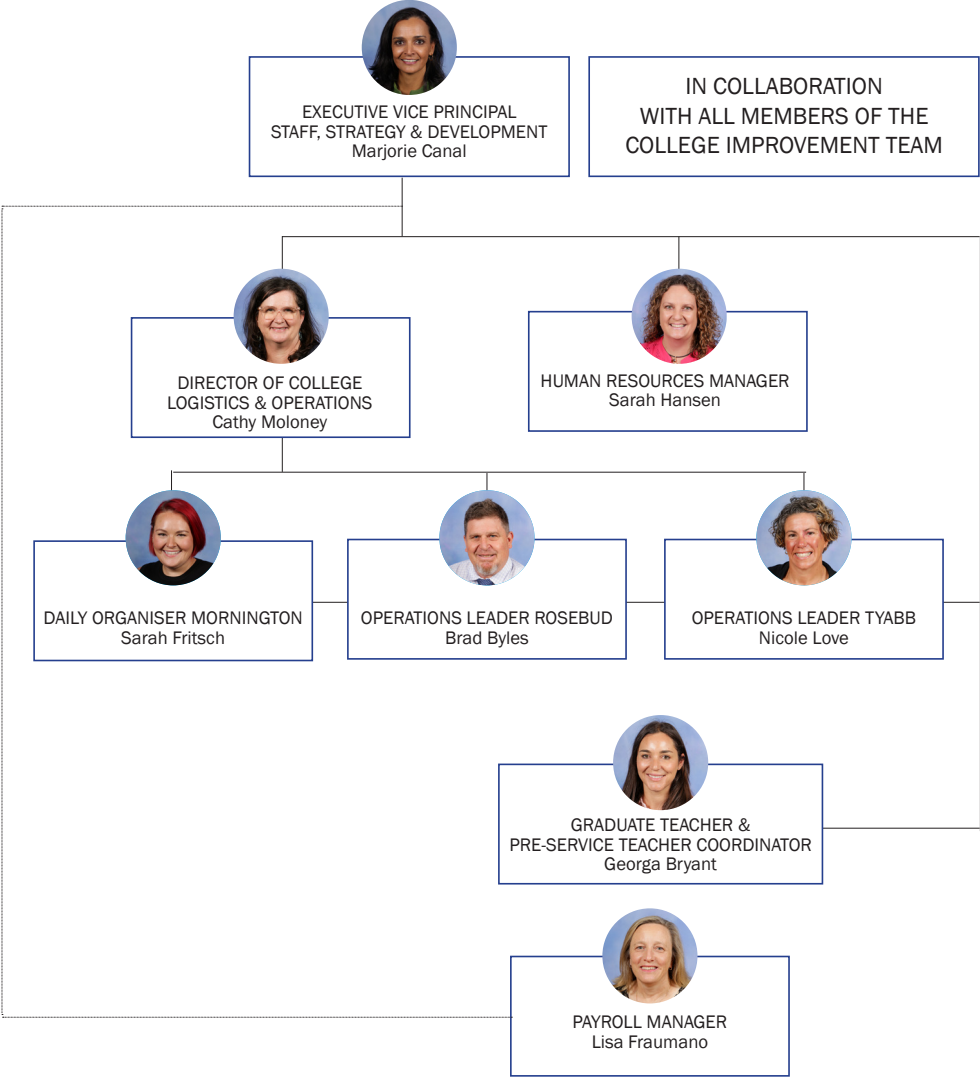 EXECUTIVE VICE PRINCIPAL
STAFF, STRATEGY & DEVELOPMENT
Marjorie Canal
IN COLLABORATION
WITH ALL MEMBERS OF THE
COLLEGE IMPROVEMENT TEAM
DIRECTOR OF COLLEGE
LOGISTICS & OPERATIONS
Cathy Moloney
HUMAN RESOURCES MANAGER
Sarah Hansen
DAILY ORGANISER MORNINGTON
Sarah Fritsch
OPERATIONS LEADER ROSEBUD
Brad Byles
OPERATIONS LEADER TYABB
Nicole Love
GRADUATE TEACHER &
PRE-SERVICE TEACHER COORDINATOR
Georga Bryant
PAYROLL MANAGER
Lisa Fraumano